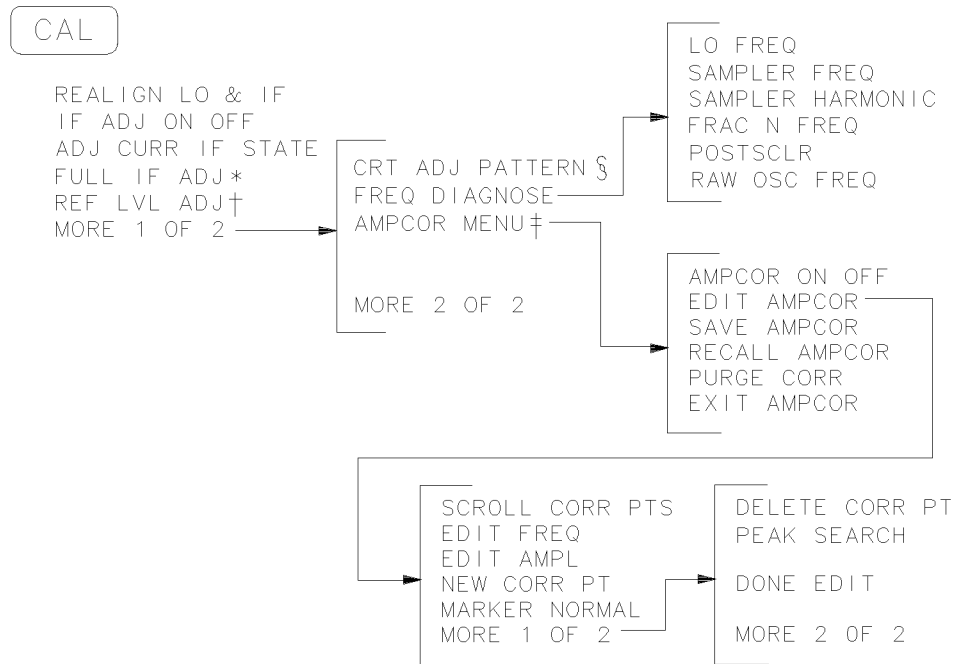 CAL
REALIGN LO & IF
IF ADJ ON OFF
ADJ CURR IF STATE
FULL IF ADJ*
REF LVL ADJ†
MORE 1 OF 2
CRT ADJ PATTERN §
FREQ DIAGNOSE
AMPCOR MENU‡
MORE 2 OF 2
LO FREQ
SAMPLER FREQ
SAMPLER HARMONIC
FRAC N FREQ
POSTSCLR
RAW OSC FREQ
AMPCOR ON OFF
EDIT AMPCOR
SAVE AMPCOR
RECALL AMPCOR
PURGE CORR
EXIT AMPCOR
SCROLL CORR PTS
EDIT FREQ
EDIT AMPL
NEW CORR PT
MARKER NORMAL
MORE 1 OF 2
DELETE CORR PT
PEAK SEARCH
DONE EDIT
MORE 2 OF 2